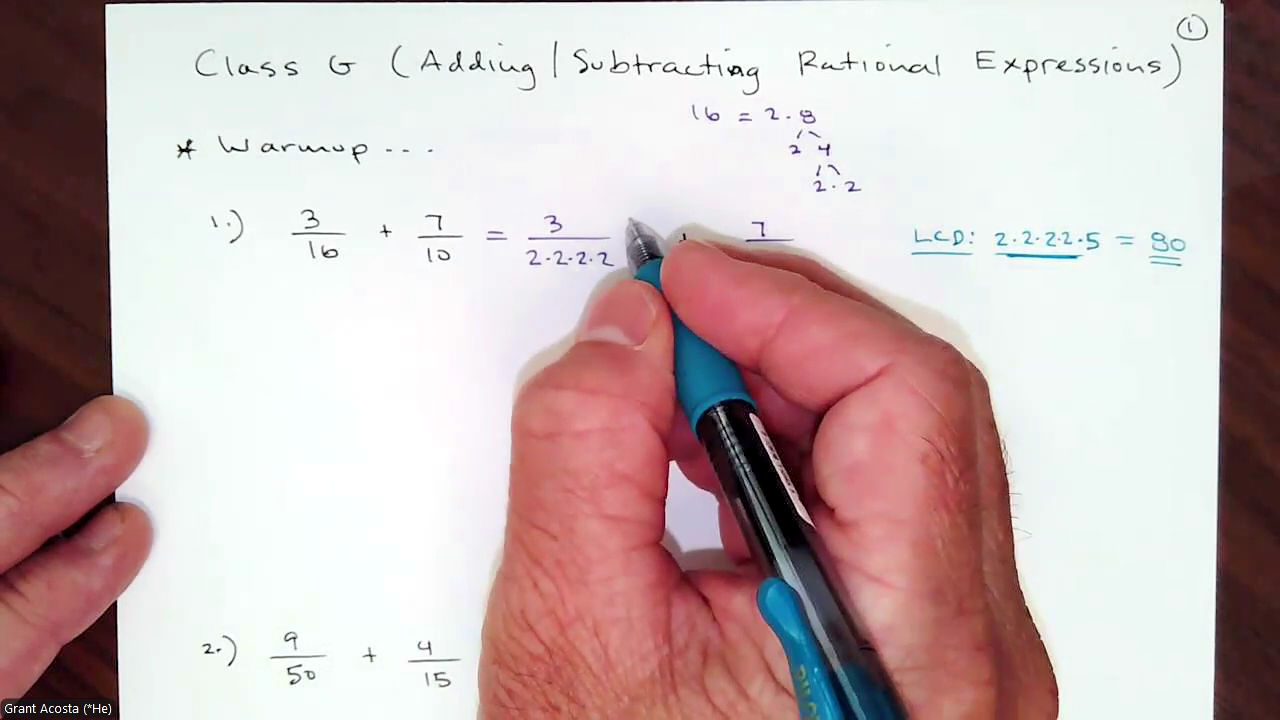 ①
Class G (Adding/Subtracting Rational Expressions)
16 = 2·8
* Warmup ...
2 4
2·2
1.) 3/16 + 7/10 = 3/2·2·2·2 + 7/
LCD: 2·2·2·2·5 = 80
2.) 9/50 + 4/15
Grant Acosta (*He)